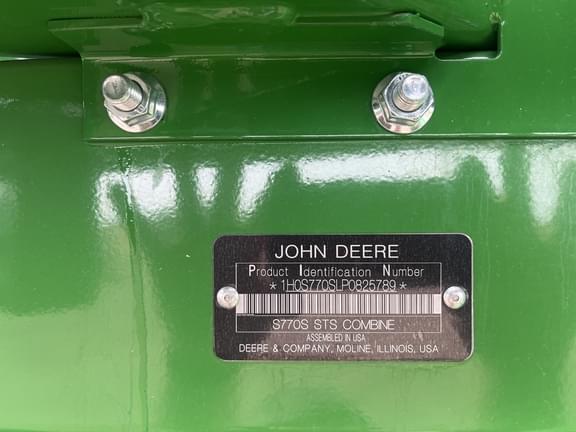 JOHN DEERE
Product Identification Number
*1H0S770SLP0825789*
S770S STS COMBINE
ASSEMBLED IN USA
DEERE & COMPANY, MOLINE, ILLINOIS, USA